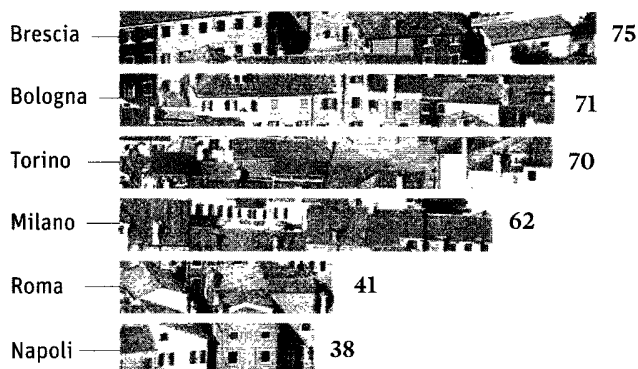 Brescia 75
Bologna 71
Torino 70
Milano 62
Roma 41
Napoli 38